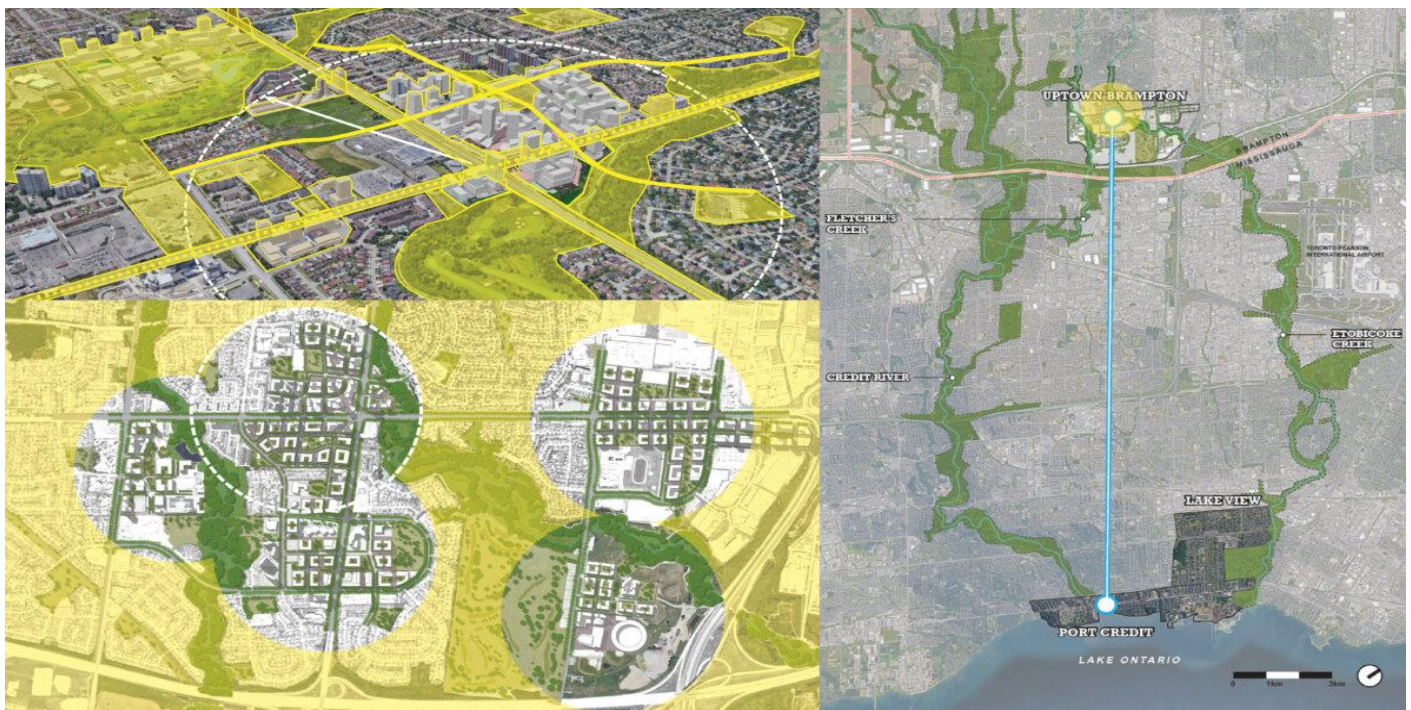 UPTOWN BRAMPTON
BRAMPTON
MISSISSAUGA
FLETCHER'S
CREEK
TORONTO PEARSON
INTERNATIONAL AIRPORT
ETOBICOKE
CREEK
CREDIT RIVER
LAKE VIEW
PORT CREDIT
LAKE ONTARIO
0 1km 3km